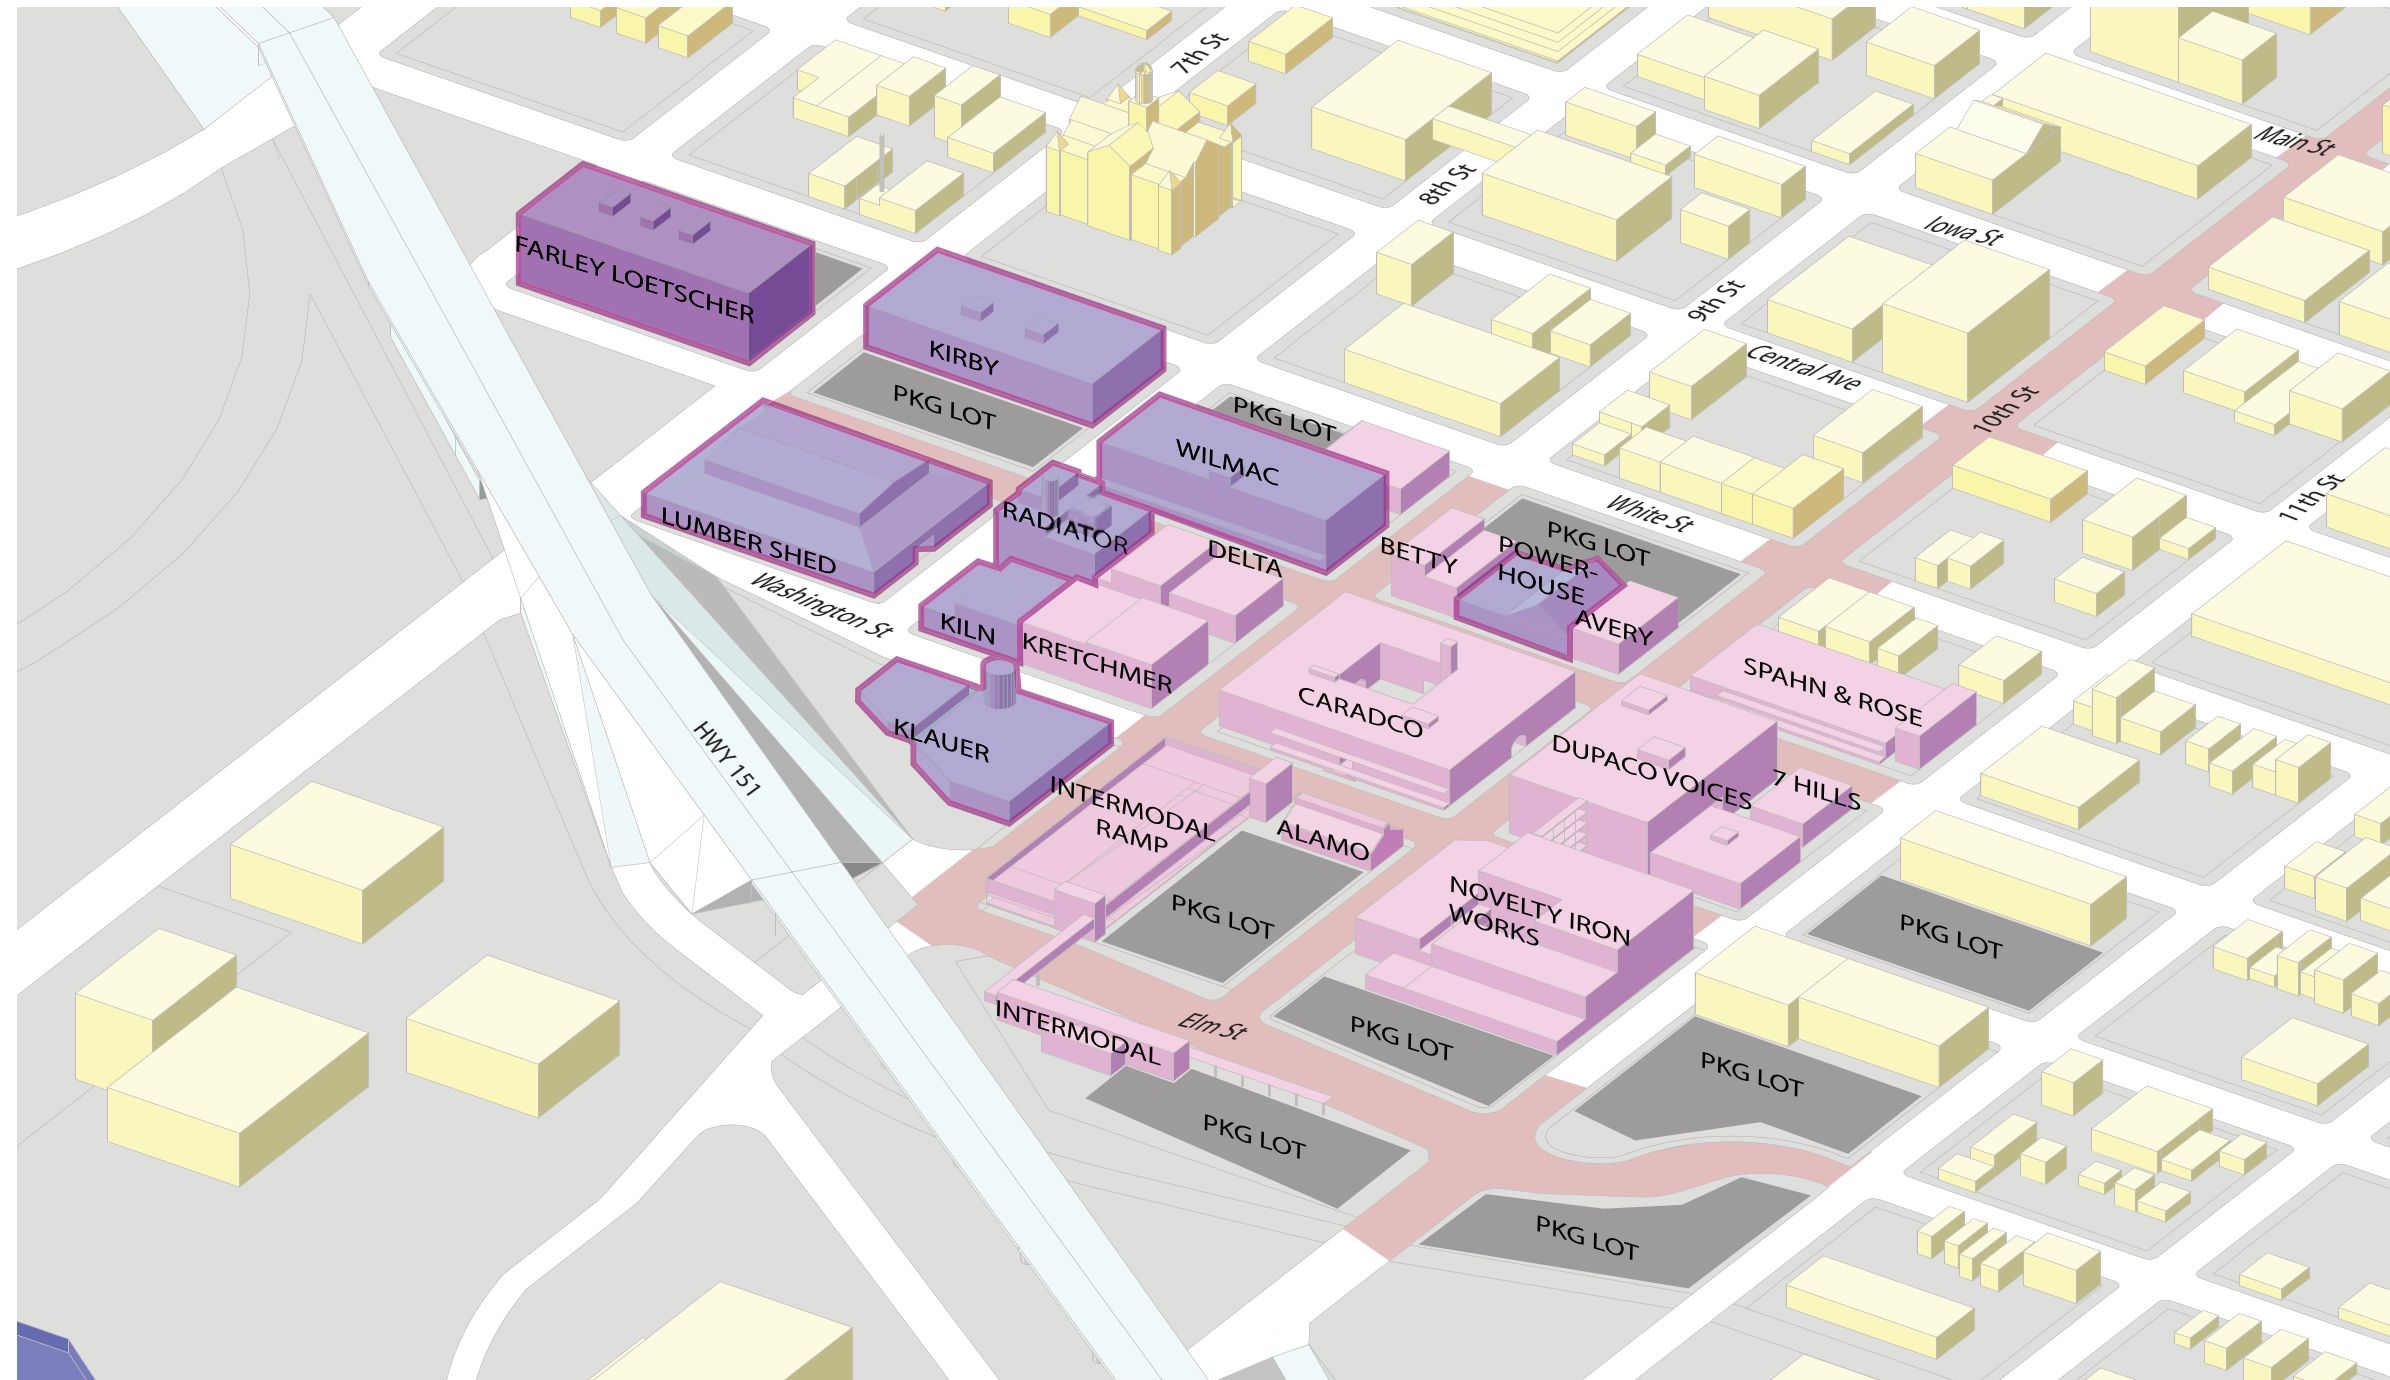 7th St
Main St
8th St
Iowa St
FARLEY LOETSCHER
9th St
KIRBY
Central Ave
PKG LOT
PKG LOT
10th St
WILMAC
11th St
White St
RADIATOR
LUMBER SHED
DELTA
BETTY
PKG LOT
POWER-
HOUSE
AVERY
Washington St
KILN
KRETCHMER
SPAHN & ROSE
CARADCO
KLAUER
HWY 151
DUPACO VOICES
7 HILLS
INTERMODAL
RAMP
ALAMO
NOVELTY IRON
WORKS
PKG LOT
PKG LOT
INTERMODAL
Elm St
PKG LOT
PKG LOT
PKG LOT
PKG LOT